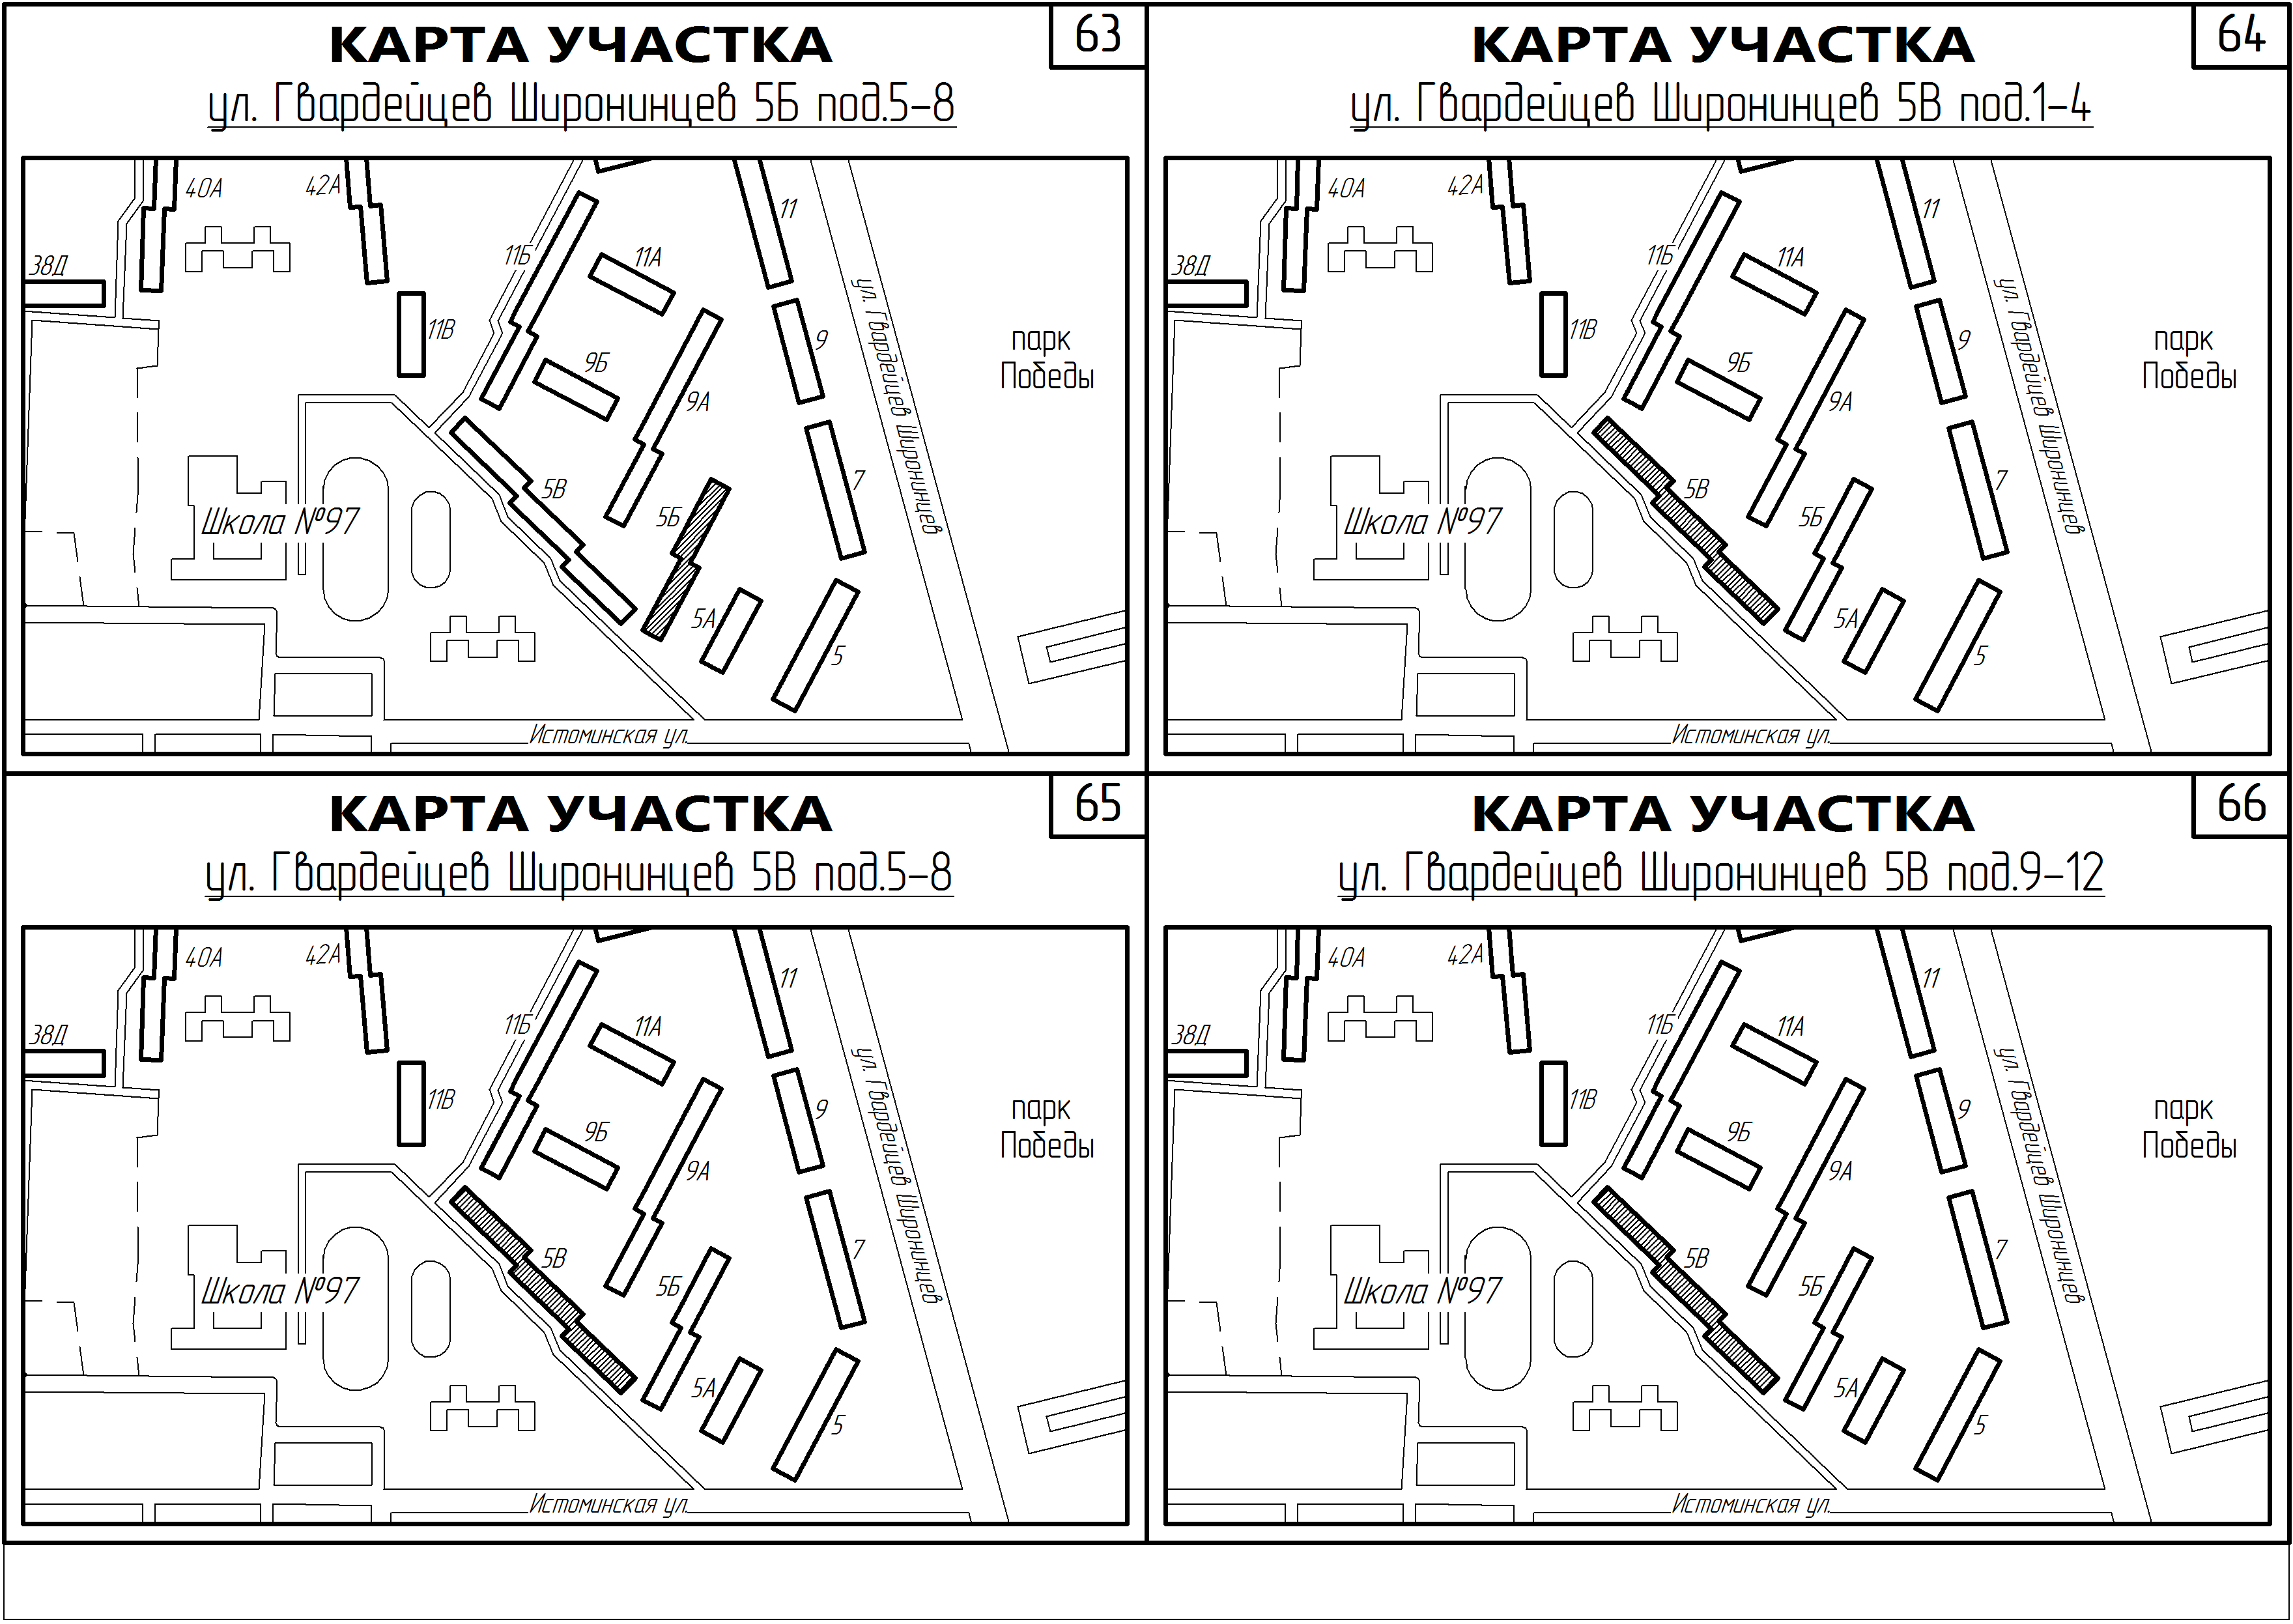 КАРТА УЧАСТКА
63
ул. Гвардейцев Широнинцев 5Б под.5-8
40А
42А
11
11Б
11А
38Д
11В
9
парк
Победы
9Б
9А
ул. Гвардейцев Широнинцев
7
5В
5Б
Школа №97
5А
5
Истоминская ул.
КАРТА УЧАСТКА
64
ул. Гвардейцев Широнинцев 5В под.1-4
40А
42А
11
11Б
11А
38Д
11В
9
парк
Победы
9Б
9А
ул. Гвардейцев Широнинцев
7
5В
5Б
Школа №97
5А
5
Истоминская ул.
КАРТА УЧАСТКА
65
ул. Гвардейцев Широнинцев 5В под.5-8
40А
42А
11
11Б
11А
38Д
11В
9
парк
Победы
9Б
9А
ул. Гвардейцев Широнинцев
7
5В
5Б
Школа №97
5А
5
Истоминская ул.
КАРТА УЧАСТКА
66
ул. Гвардейцев Широнинцев 5В под.9-12
40А
42А
11
11Б
11А
38Д
11В
9
парк
Победы
9Б
9А
ул. Гвардейцев Широнинцев
7
5В
5Б
Школа №97
5А
5
Истоминская ул.